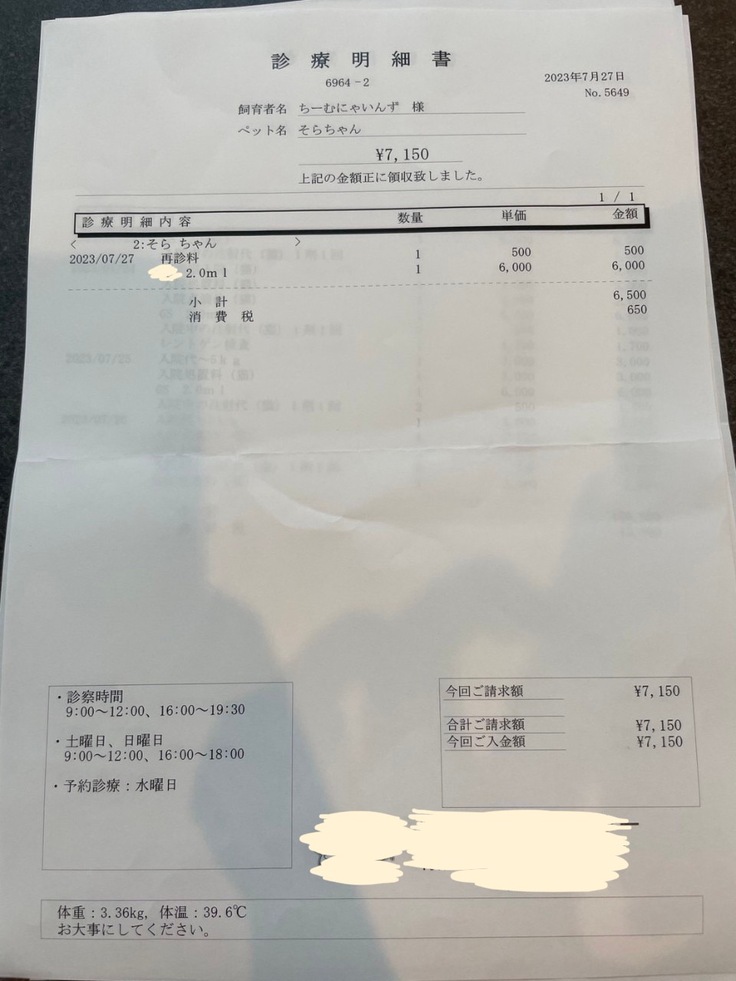 診療明細書
6964-2
2023年7月27日
No.5649
飼育者名 ちーむにゃいんず 様
ペット名 そらちゃん
¥7,150
上記の金額正に領収致しました。
1 / 1
診療明細内容 数量 単価 金額
< 2:そら ちゃん >
2023/07/27 再診料 1 500 500
2.0ml 1 6,000 6,000
小計 6,500
消費税 650
・診察時間
9:00~12:00、16:00~19:30
・土曜日、日曜日
9:00~12:00、16:00~18:00
・予約診療:水曜日
今回ご請求額 ¥7,150
合計ご請求額 ¥7,150
今回ご入金額 ¥7,150
体重:3.36kg, 体温:39.6℃
お大事にしてください。